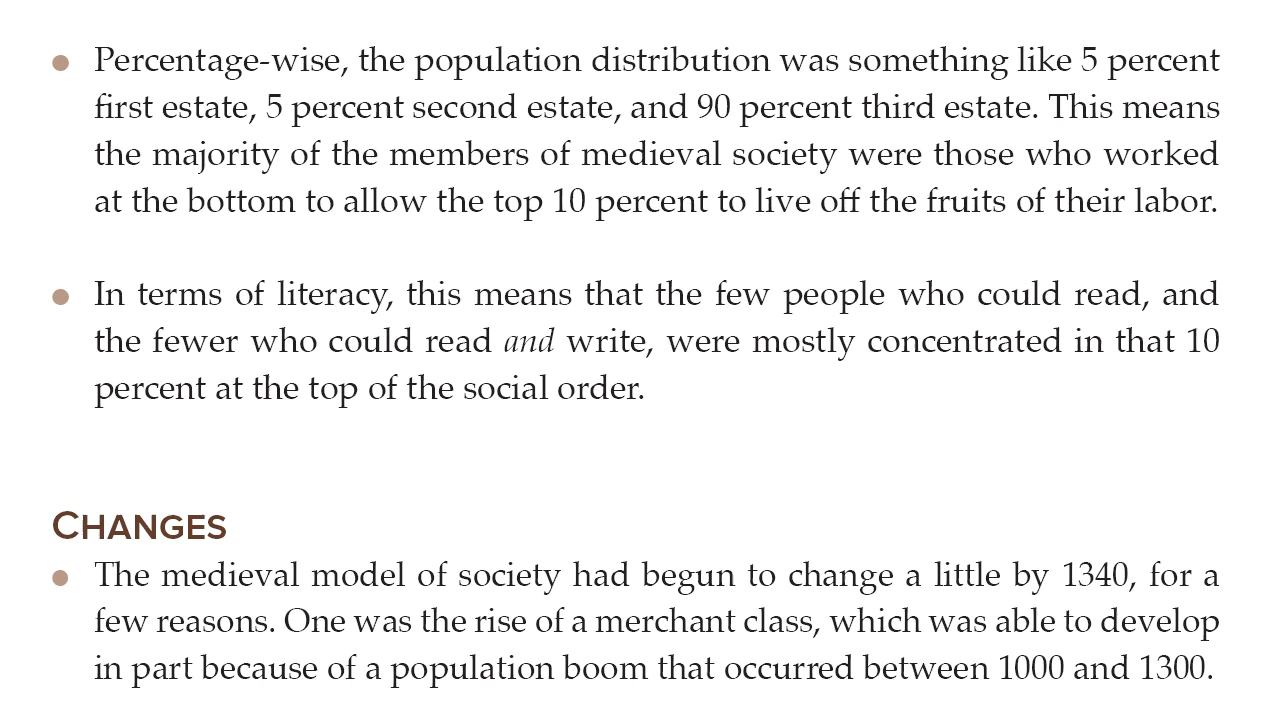 ● Percentage-wise, the population distribution was something like 5 percent
first estate, 5 percent second estate, and 90 percent third estate. This means
the majority of the members of medieval society were those who worked
at the bottom to allow the top 10 percent to live off the fruits of their labor.
● In terms of literacy, this means that the few people who could read, and
the fewer who could read and write, were mostly concentrated in that 10
percent at the top of the social order.
CHANGES
● The medieval model of society had begun to change a little by 1340, for a
few reasons. One was the rise of a merchant class, which was able to develop
in part because of a population boom that occurred between 1000 and 1300.